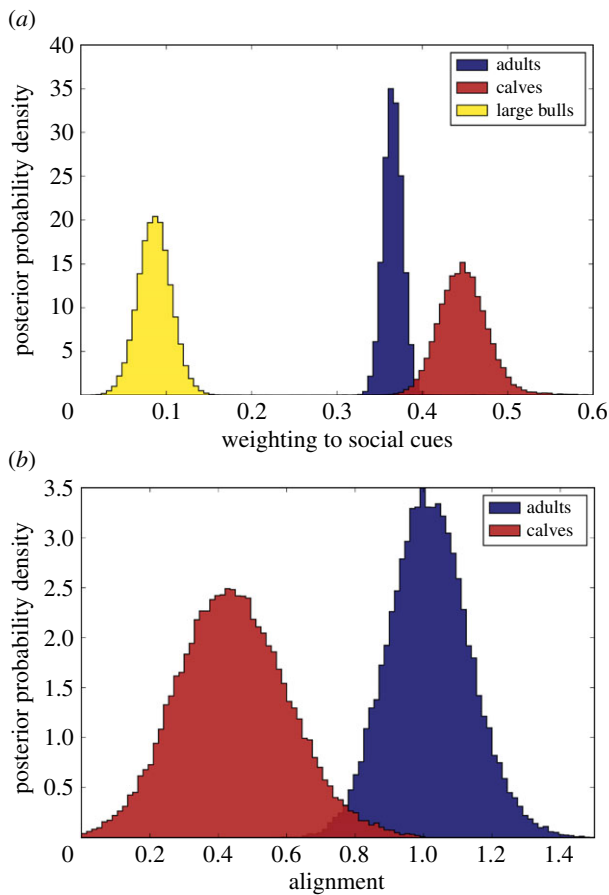 (a)
40
35
30
25
20
15
10
5
0
0.1
0.2
0.3
0.4
0.5
0.6
posterior probability density
weighting to social cues
adults
calves
large bulls
(b)
3.5
3.0
2.5
2.0
1.5
1.0
0.5
0
0.2
0.4
0.6
0.8
1.0
1.2
1.4
posterior probability density
alignment
adults
calves